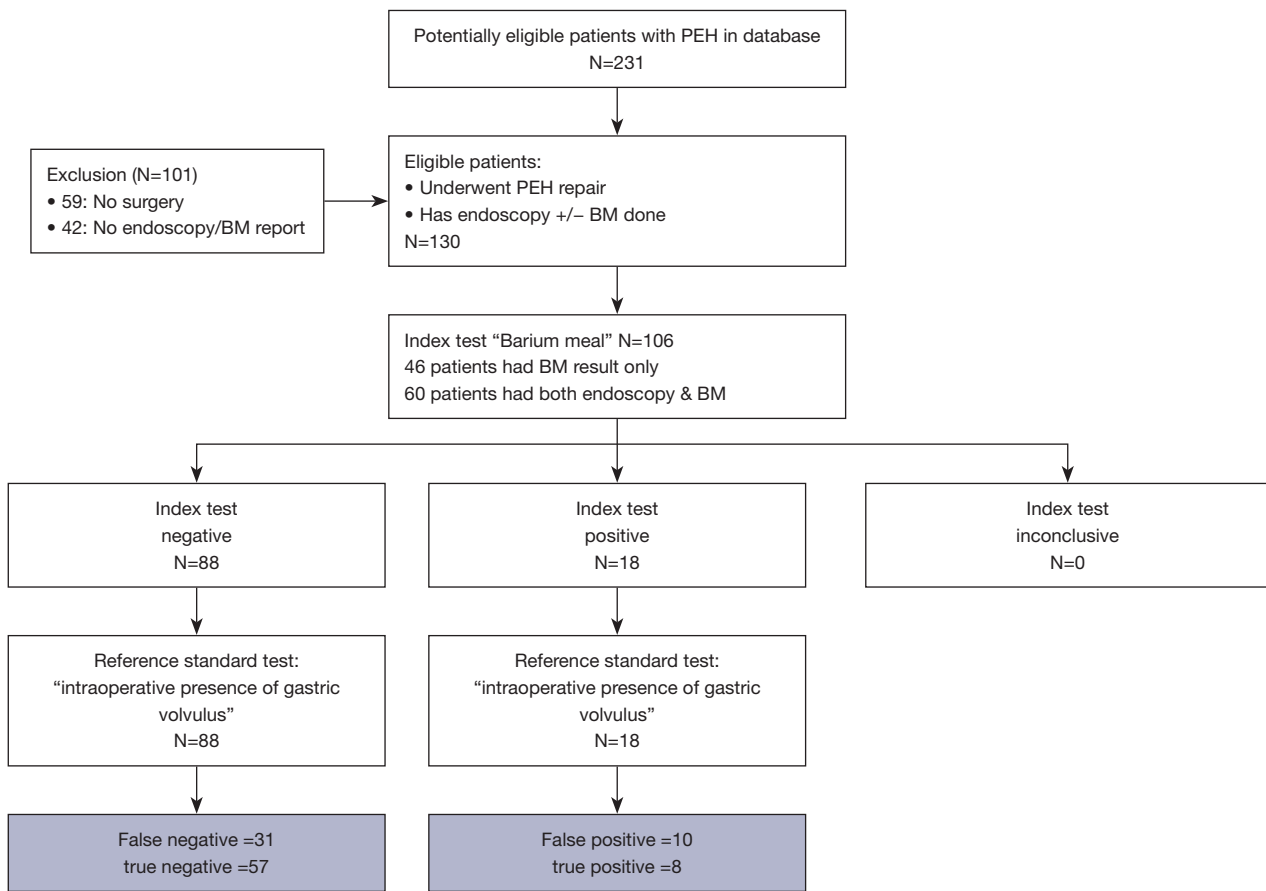 Potentially eligible patients with PEH in database
N=231
Exclusion (N=101)
• 59: No surgery
• 42: No endoscopy/BM report
Eligible patients:
• Underwent PEH repair
• Has endoscopy +/− BM done
N=130
Index test “Barium meal” N=106
46 patients had BM result only
60 patients had both endoscopy & BM
Index test
negative
N=88
Index test
positive
N=18
Index test
inconclusive
N=0
Reference standard test:
“intraoperative presence of gastric
volvulus”
N=88
Reference standard test:
“intraoperative presence of gastric
volvulus”
N=18
False negative =31
true negative =57
False positive =10
true positive =8